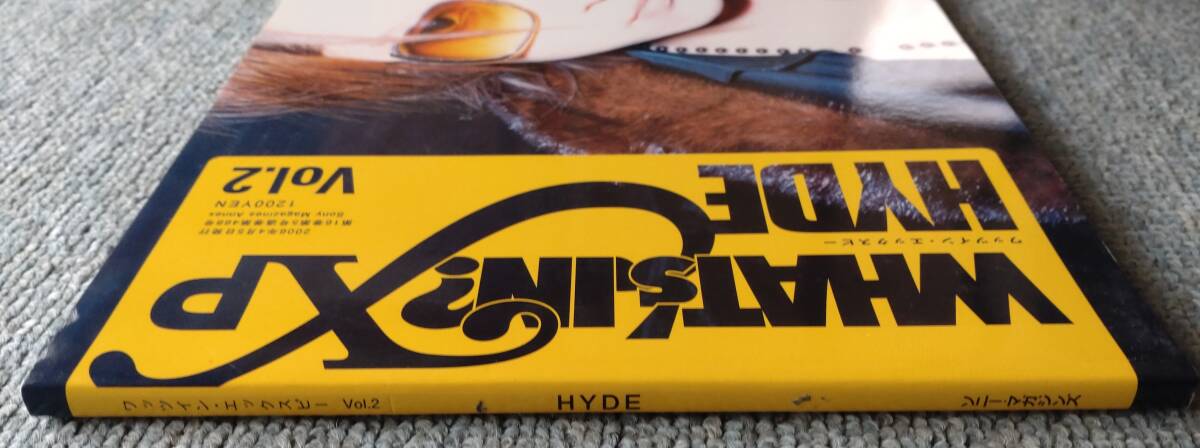 WHAT'S IN? XP
ワッツイン・エックスピー
HYDE
2006年4月5日発行
第16巻第5号通巻第468号
Sony Magazines Annex
1200YEN
Vol.2
ワッツイン・エックスピー Vol.2
HYDE
ソニー・マガジンズ